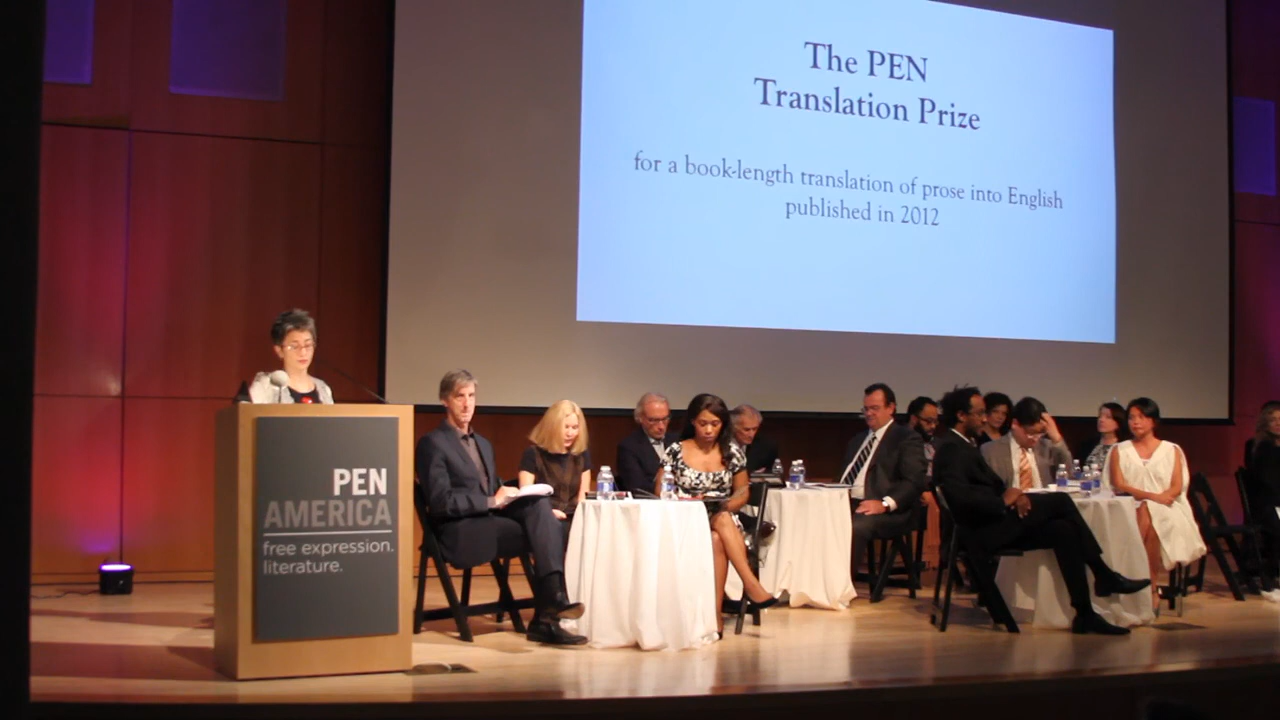 The PEN
Translation Prize
for a book-length translation of prose into English
published in 2012
PEN
AMERICA
free expression.
literature.